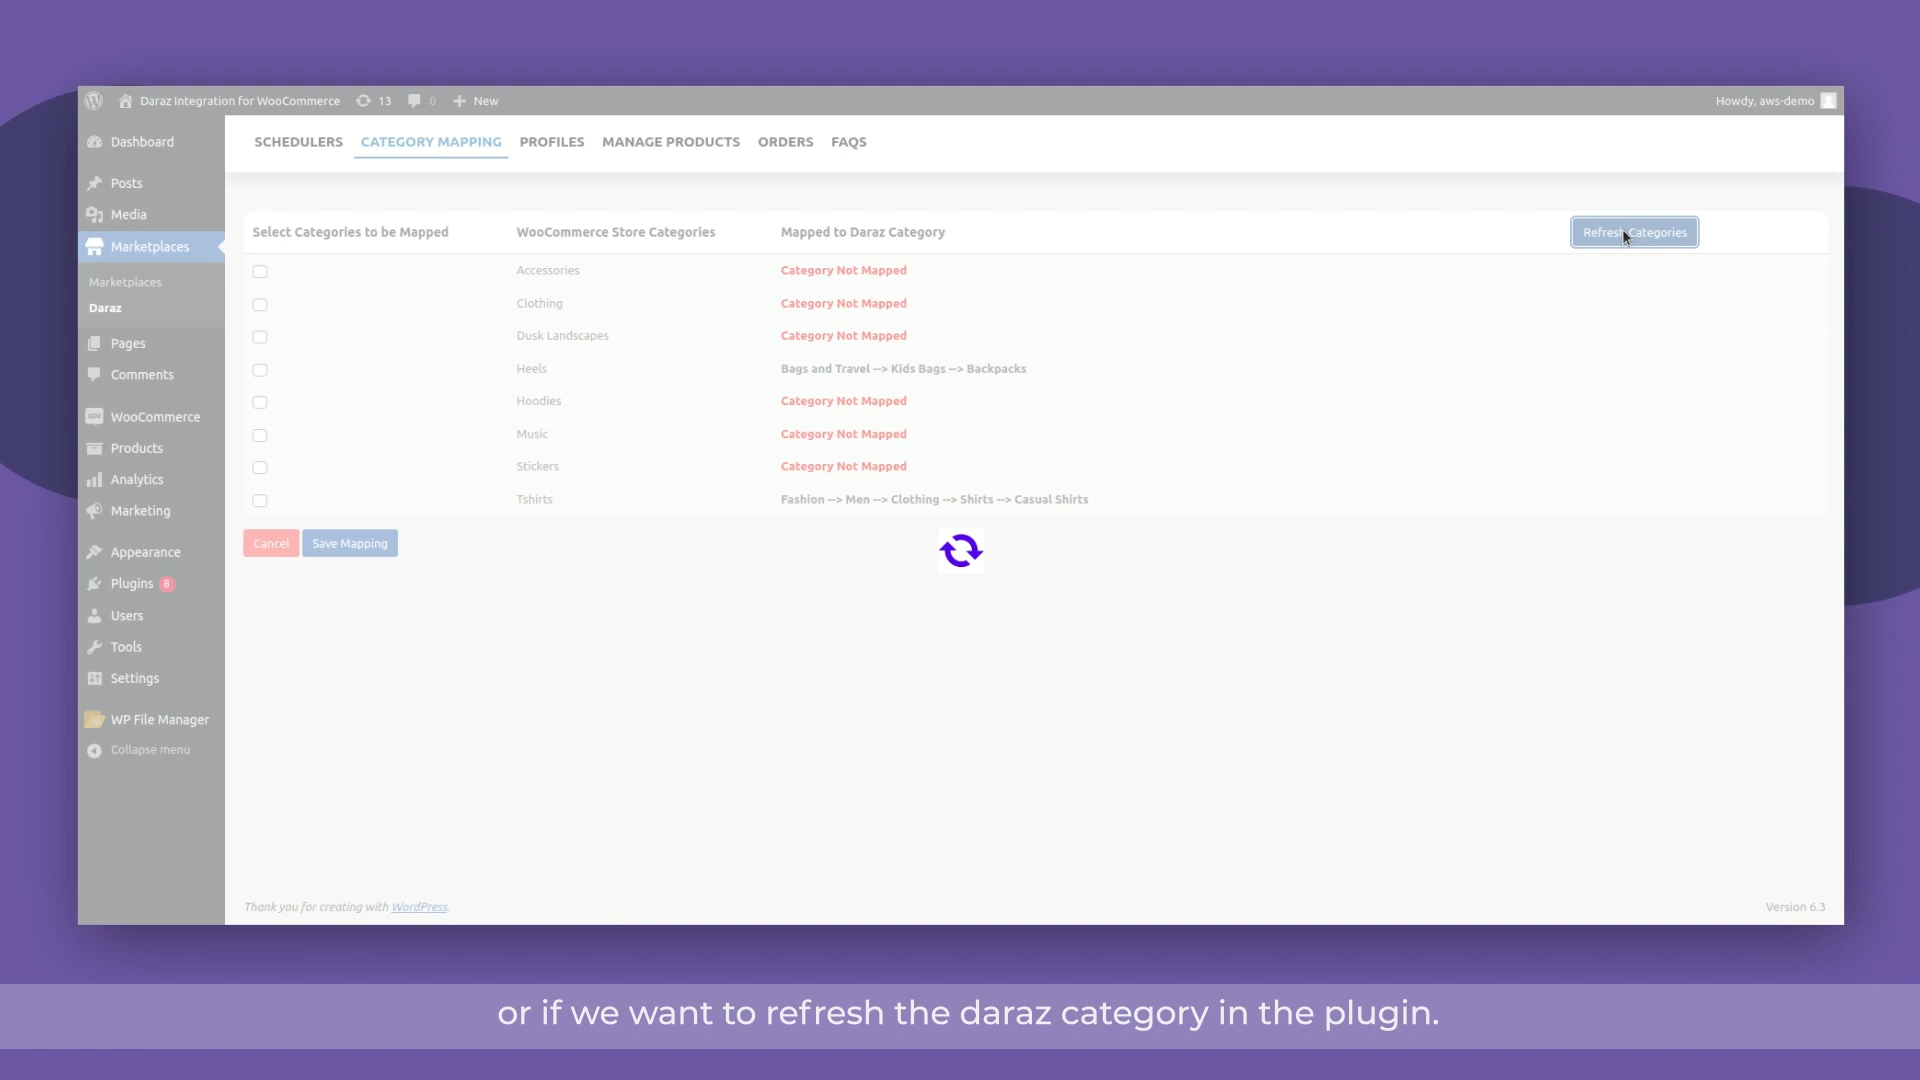 Daraz Integration for WooCommerce 13 0 New Howdy, aws-demo
Dashboard
Posts
Media
Marketplaces
Marketplaces
Daraz
Pages
Comments
WooCommerce
Products
Analytics
Marketing
Appearance
Plugins 8
Users
Tools
Settings
WP File Manager
Collapse menu
SCHEDULERS CATEGORY MAPPING PROFILES MANAGE PRODUCTS ORDERS FAQS
Select Categories to be Mapped WooCommerce Store Categories Mapped to Daraz Category Refresh Categories
Accessories Category Not Mapped
Clothing Category Not Mapped
Dusk Landscapes Category Not Mapped
Heels Bags and Travel --> Kids Bags --> Backpacks
Hoodies Category Not Mapped
Music Category Not Mapped
Stickers Category Not Mapped
Tshirts Fashion --> Men --> Clothing --> Shirts --> Casual Shirts
Cancel Save Mapping
Thank you for creating with WordPress. Version 6.3
or if we want to refresh the daraz category in the plugin.